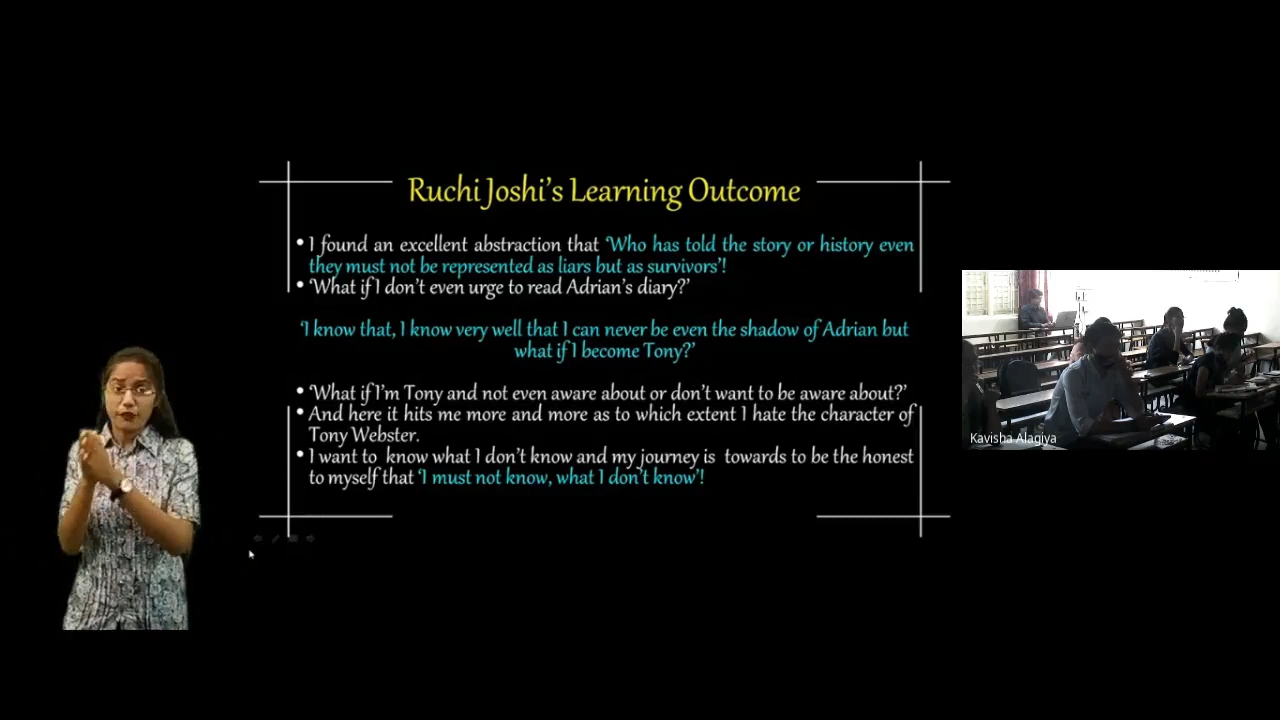 Ruchi Joshi's Learning Outcome
• I found an excellent abstraction that 'Who has told the story or history even
they must not be represented as liars but as survivors'!
• 'What if I don't even urge to read Adrian's diary?'
'I know that, I know very well that I can never be even the shadow of Adrian but
what if I become Tony?'
• 'What if I'm Tony and not even aware about or don't want to be aware about?'
• And here it hits me more and more as to which extent I hate the character of
Tony Webster.
• I want to know what I don't know and my journey is towards to be the honest
to myself that 'I must not know, what I don't know'!
Kavisha Alagiya